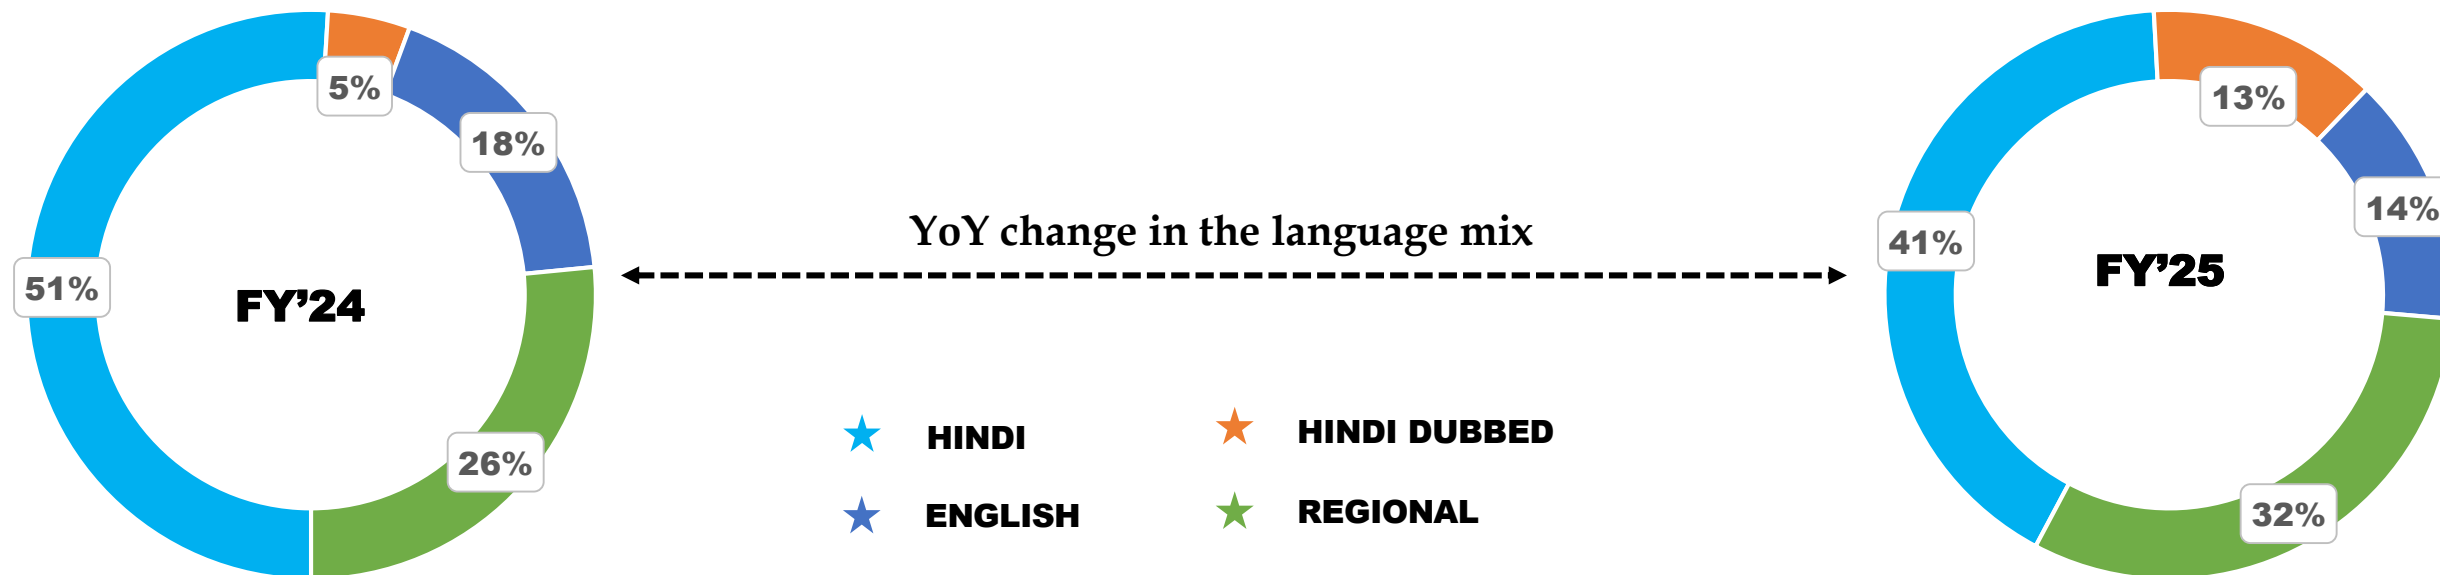 5%
18%
51%
FY’24
26%
YoY change in the language mix
HINDI
HINDI DUBBED
ENGLISH
REGIONAL
13%
14%
41%
FY’25
32%